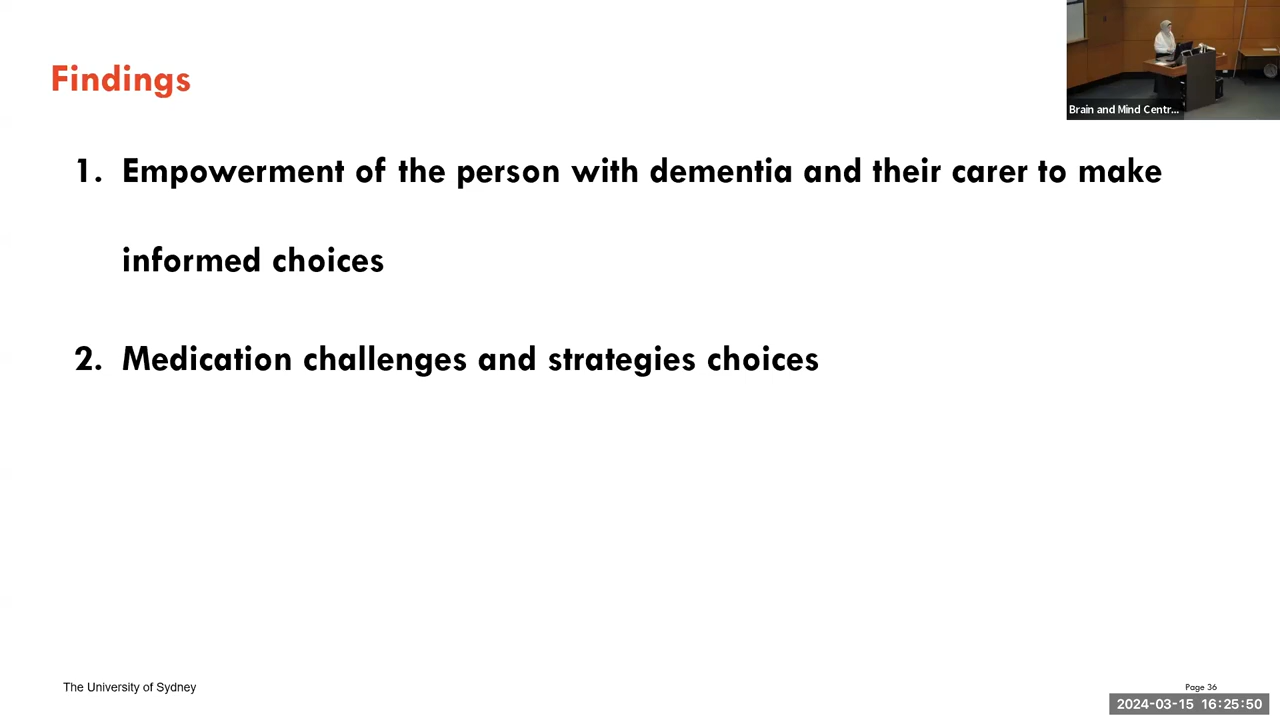 Findings
Brain and Mind Centr...
1. Empowerment of the person with dementia and their carer to make
informed choices
2. Medication challenges and strategies choices
The University of Sydney
Page 36
2024-03-15 16:25:50